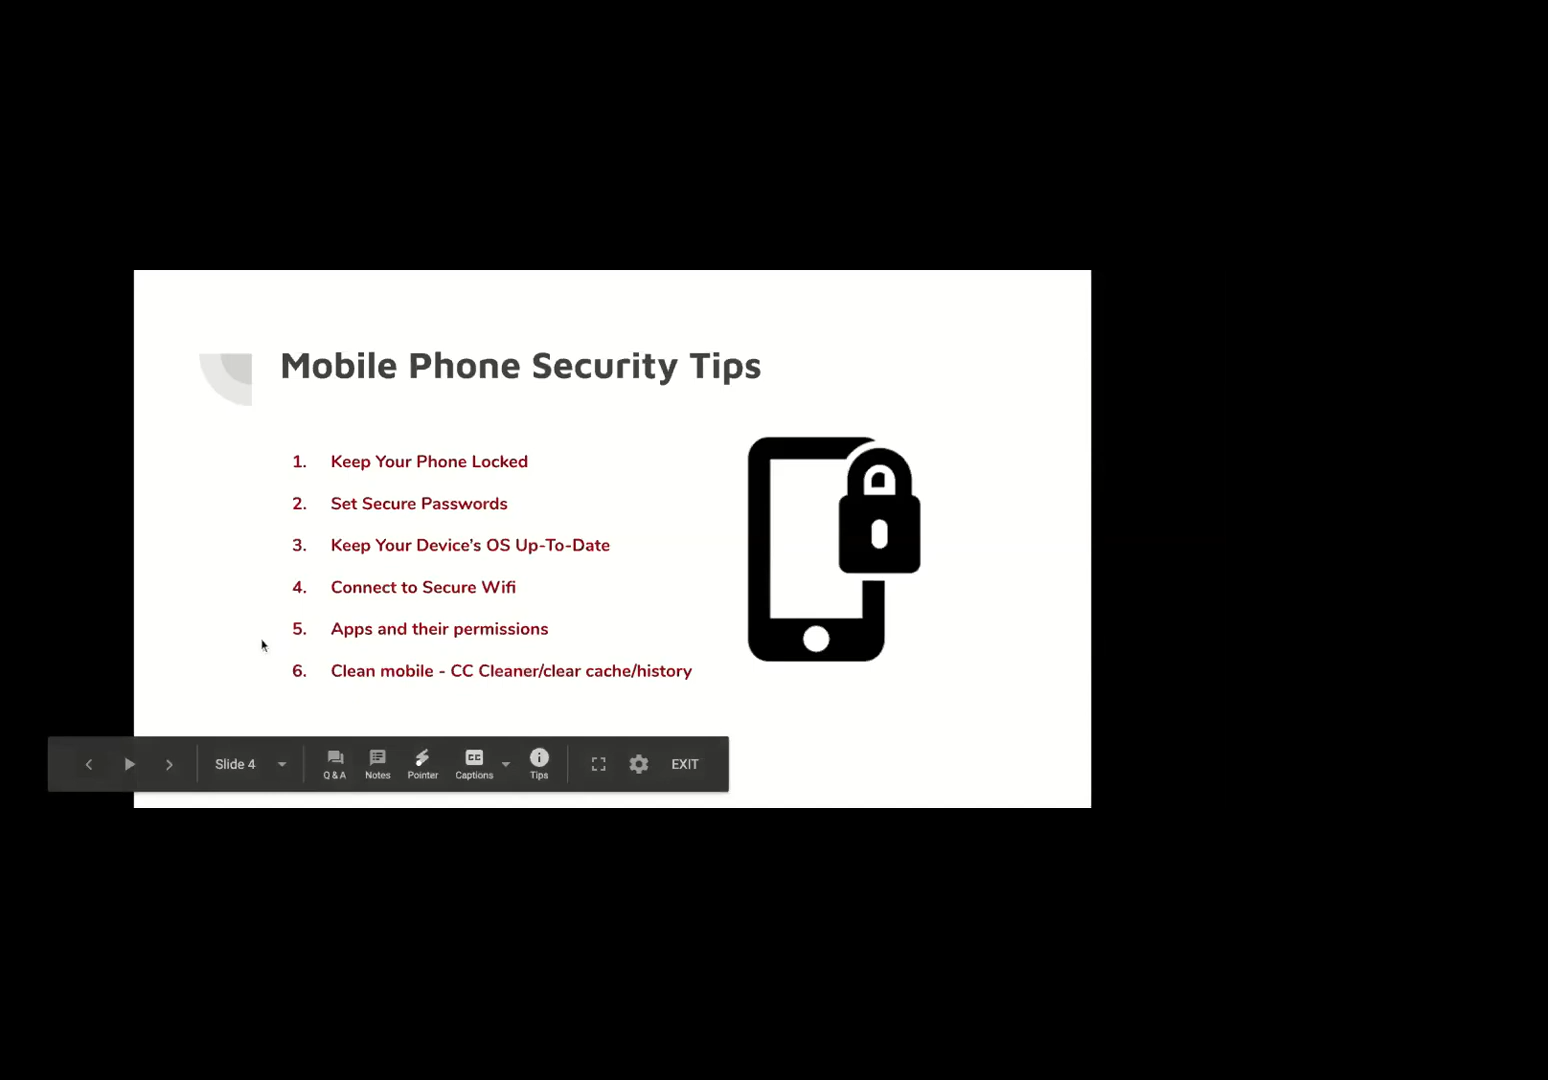 Mobile Phone Security Tips
1. Keep Your Phone Locked
2. Set Secure Passwords
3. Keep Your Device's OS Up-To-Date
4. Connect to Secure Wifi
5. Apps and their permissions
6. Clean mobile - CC Cleaner/clear cache/history
Slide 4
Q & A
Notes
Pointer
CC
Captions
Tips
EXIT